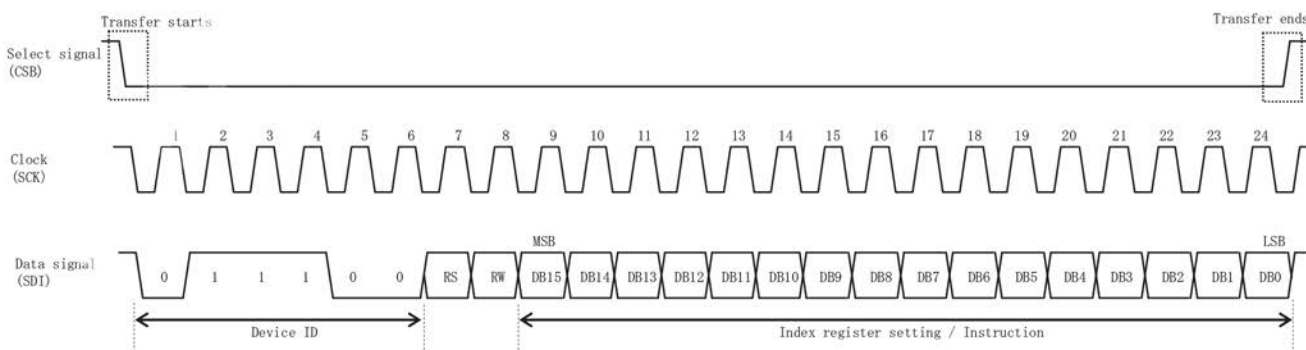 Transfer starts
Transfer ends
Select signal
(CSB)
1 2 3 4 5 6 7 8 9 10 11 12 13 14 15 16 17 18 19 20 21 22 23 24
Clock
(SCK)
MSB LSB
Data signal
(SDI)
0 1 1 1 0 0 RS RW DB15 DB14 DB13 DB12 DB11 DB10 DB9 DB8 DB7 DB6 DB5 DB4 DB3 DB2 DB1 DB0
Device ID
Index register setting / Instruction